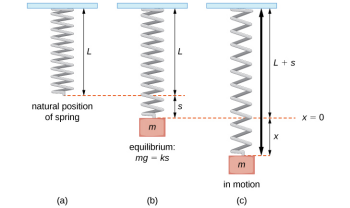 L
natural position
of spring
(a)
L
s
m
equilibrium:
mg = ks
(b)
L + s
x = 0
x
m
in motion
(c)